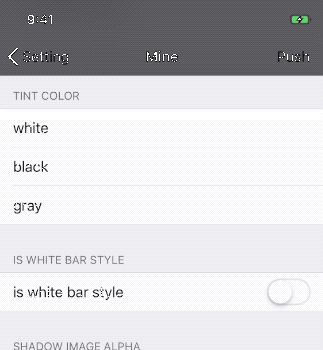 9:41
Setting Mine Push
TINT COLOR
white
black
gray
IS WHITE BAR STYLE
is white bar style
SHADOW IMAGE ALPHA